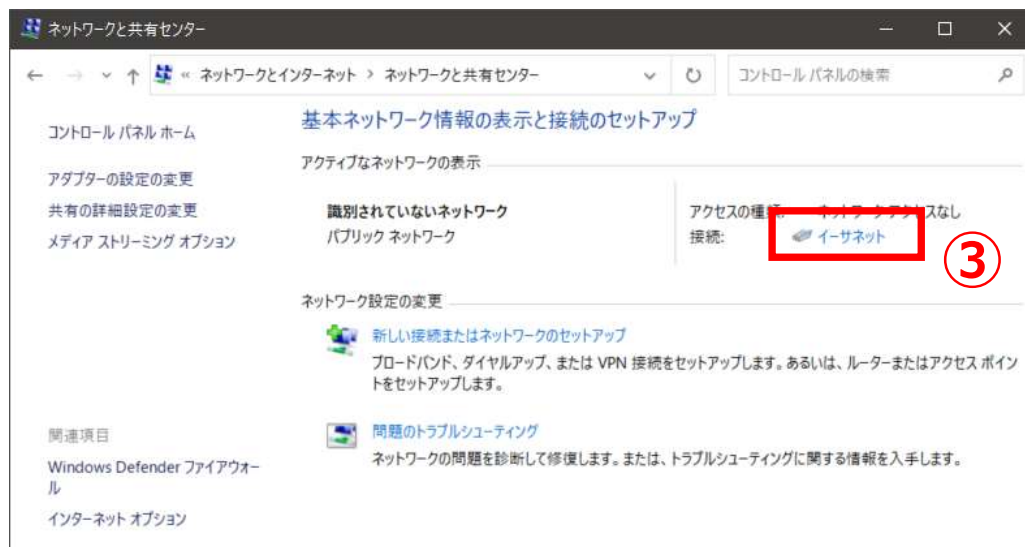 ネットワークと共有センター
« ネットワークとインターネット > ネットワークと共有センター
コントロール パネルの検索
コントロール パネル ホーム
アダプターの設定の変更
共有の詳細設定の変更
メディア ストリーミング オプション
基本ネットワーク情報の表示と接続のセットアップ
アクティブなネットワークの表示
識別されていないネットワーク
パブリック ネットワーク
アクセスの種類: ネットワーク アクセスなし
接続: イーサネット
③
ネットワーク設定の変更
新しい接続またはネットワークのセットアップ
ブロードバンド、ダイヤルアップ、または VPN 接続をセットアップします。あるいは、ルーターまたはアクセス ポイン
トをセットアップします。
問題のトラブルシューティング
ネットワークの問題を診断して修復します。または、トラブルシューティングに関する情報を入手します。
関連項目
Windows Defender ファイアウォー
ル
インターネット オプション